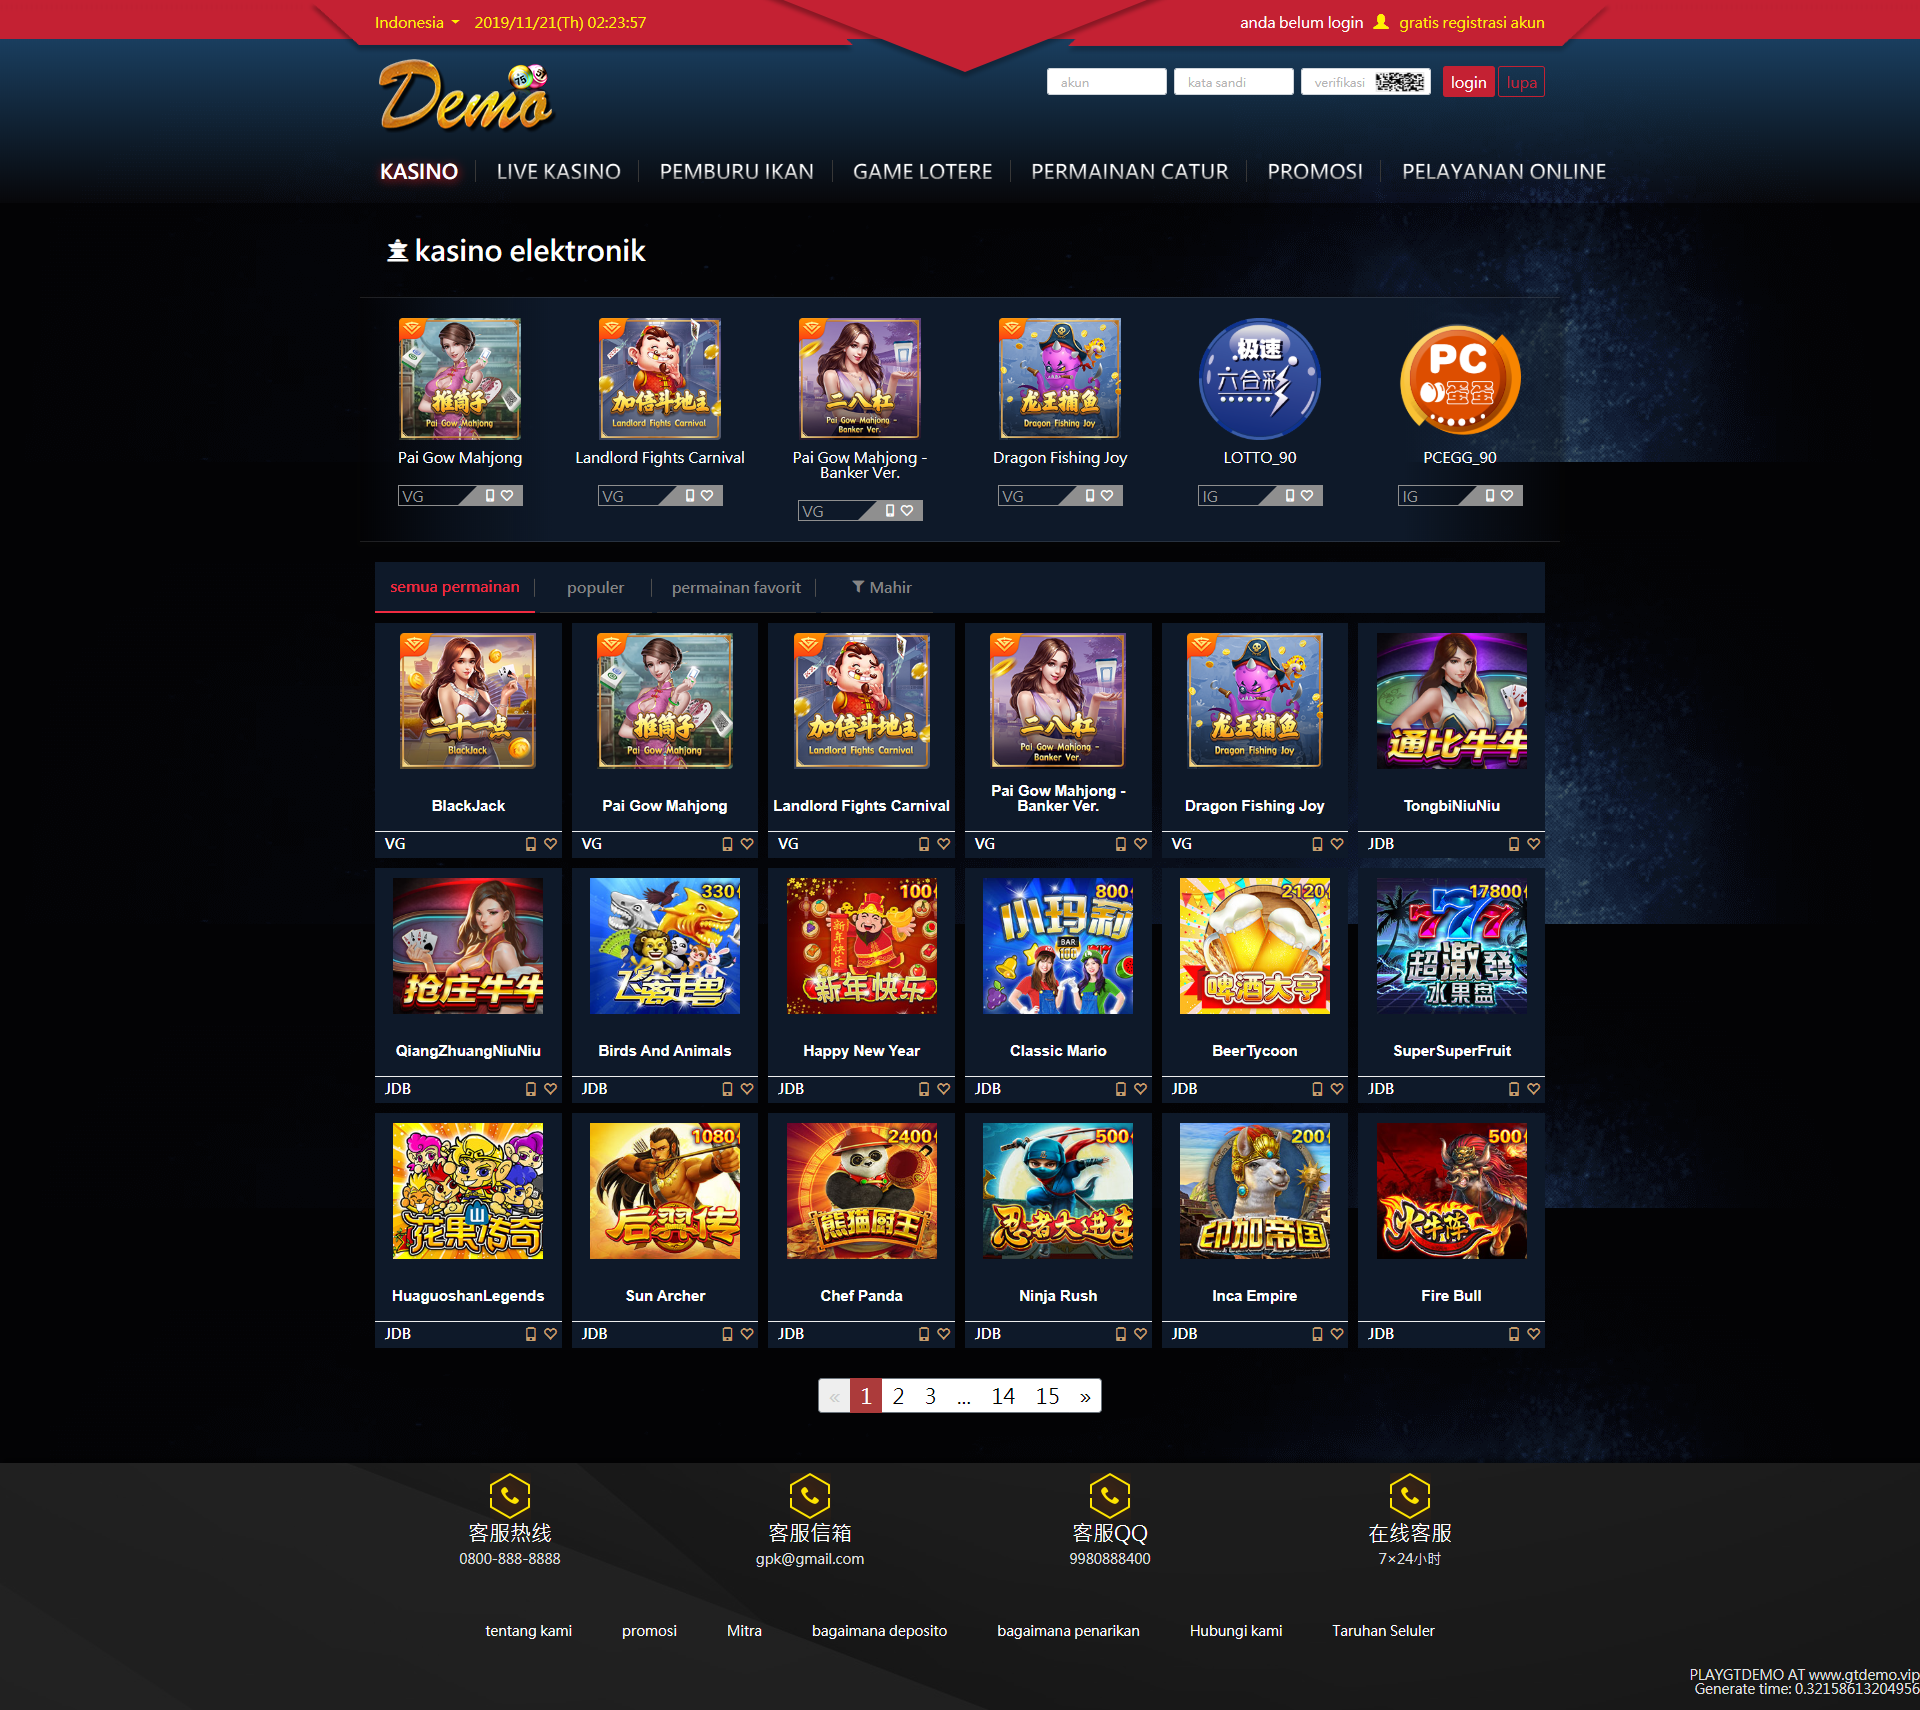 Indonesia 2019/11/21(Th) 02:23:57
anda belum login gratis registrasi akun
Demo
75
akun kata sandi verifikasi login lupa
KASINO LIVE KASINO PEMBURU IKAN GAME LOTERE PERMAINAN CATUR PROMOSI PELAYANAN ONLINE
kasino elektronik
推筒子
Pai Gow Mahjong
加倍斗地主
Landlord Fights Carnival
二八杠
Pai Gow Mahjong -
Banker Ver.
龙王捕鱼
Dragon Fishing Joy
极速
六合彩
PC
蛋蛋
Pai Gow Mahjong
Landlord Fights Carnival
Pai Gow Mahjong -
Banker Ver.
Dragon Fishing Joy
LOTTO_90
PCEGG_90
VG
VG
VG
VG
IG
IG
semua permainan populer permainan favorit Mahir
二十一点
BlackJack
推筒子
Pai Gow Mahjong
加倍斗地主
Landlord Fights Carnival
二八杠
Pai Gow Mahjong -
Banker Ver.
龙王捕鱼
Dragon Fishing Joy
通比牛牛
BlackJack
Pai Gow Mahjong
Landlord Fights Carnival
Pai Gow Mahjong -
Banker Ver.
Dragon Fishing Joy
TongbiNiuNiu
VG
VG
VG
VG
VG
JDB
抢庄牛牛
330
飞禽走兽
100
新年快乐
新年快乐
800
小玛莉
BAR
2120
啤酒大亨
17800
777
超激發
水果盘
QiangZhuangNiuNiu
Birds And Animals
Happy New Year
Classic Mario
BeerTycoon
SuperSuperFruit
JDB
JDB
JDB
JDB
JDB
JDB
花果传奇
1080
后羿传
2400
熊猫厨王
500
忍者大进击
200
印加帝国
500
火牛阵
HuaguoshanLegends
Sun Archer
Chef Panda
Ninja Rush
Inca Empire
Fire Bull
JDB
JDB
JDB
JDB
JDB
JDB
« 1 2 3 ... 14 15 »
客服热线
0800-888-8888
客服信箱
gpk@gmail.com
客服QQ
9980888400
在线客服
7×24小时
tentang kami promosi Mitra bagaimana deposito bagaimana penarikan Hubungi kami Taruhan Seluler
PLAYGTDEMO AT www.gtdemo.vip
Generate time: 0.32158613204956